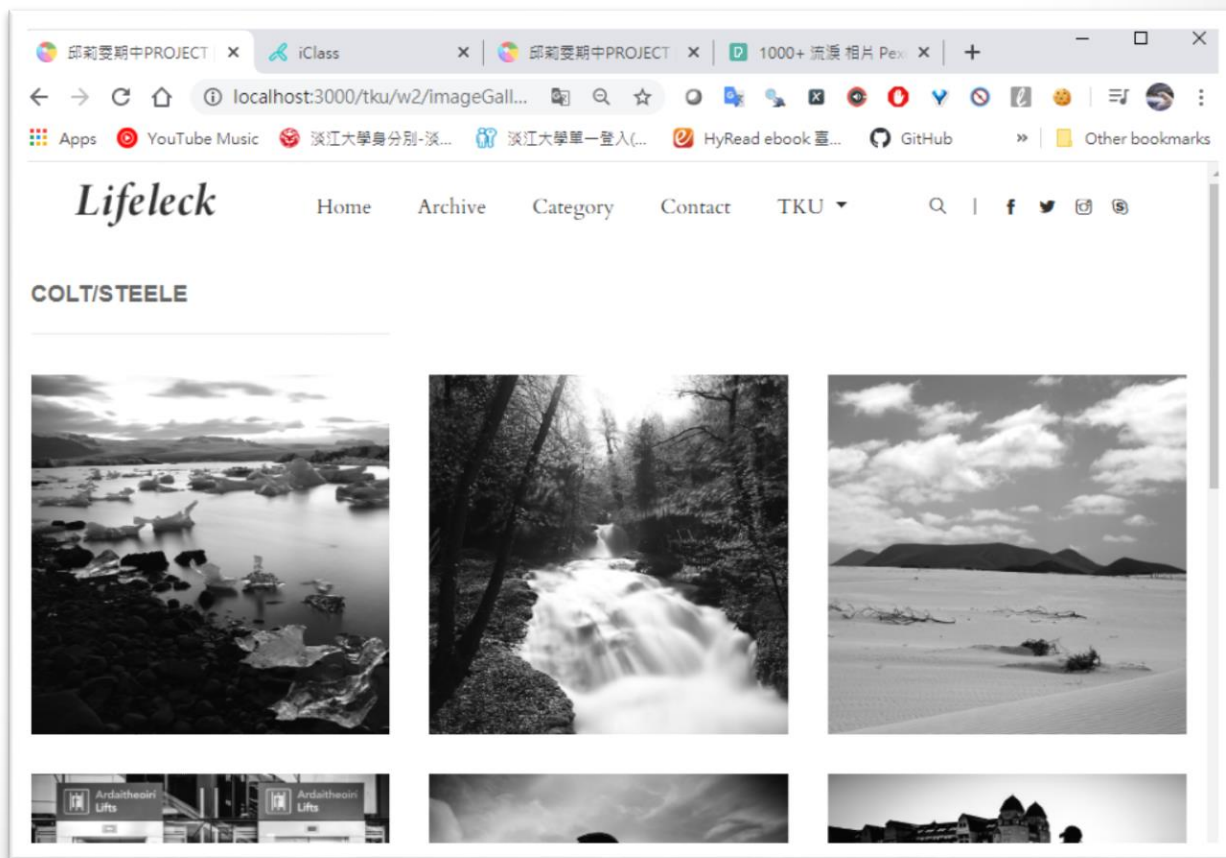 邱莉雯期中PROJECT
iClass
邱莉雯期中PROJECT
1000+ 流淚 相片 Pex
localhost:3000/tku/w2/imageGall...
Apps
YouTube Music
淡江大學身分別-淡...
淡江大學單一登入(...
HyRead ebook 臺...
GitHub
»
Other bookmarks
Lifeleck
Home
Archive
Category
Contact
TKU
COLT/STEELE
Ardaitheoirí
Lifts
Ardaitheoirí
Lifts